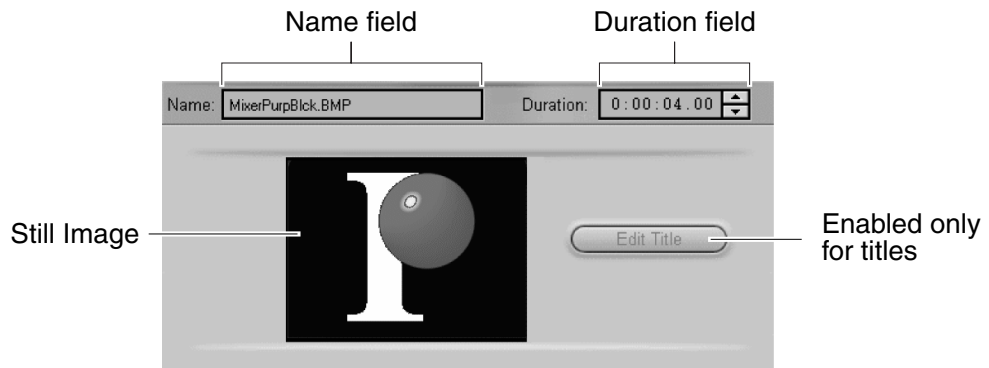 Name field
Duration field
Name: MixerPurpBlck.BMP
Duration: 0:00:04.00
Still Image
Edit Title
Enabled only
for titles